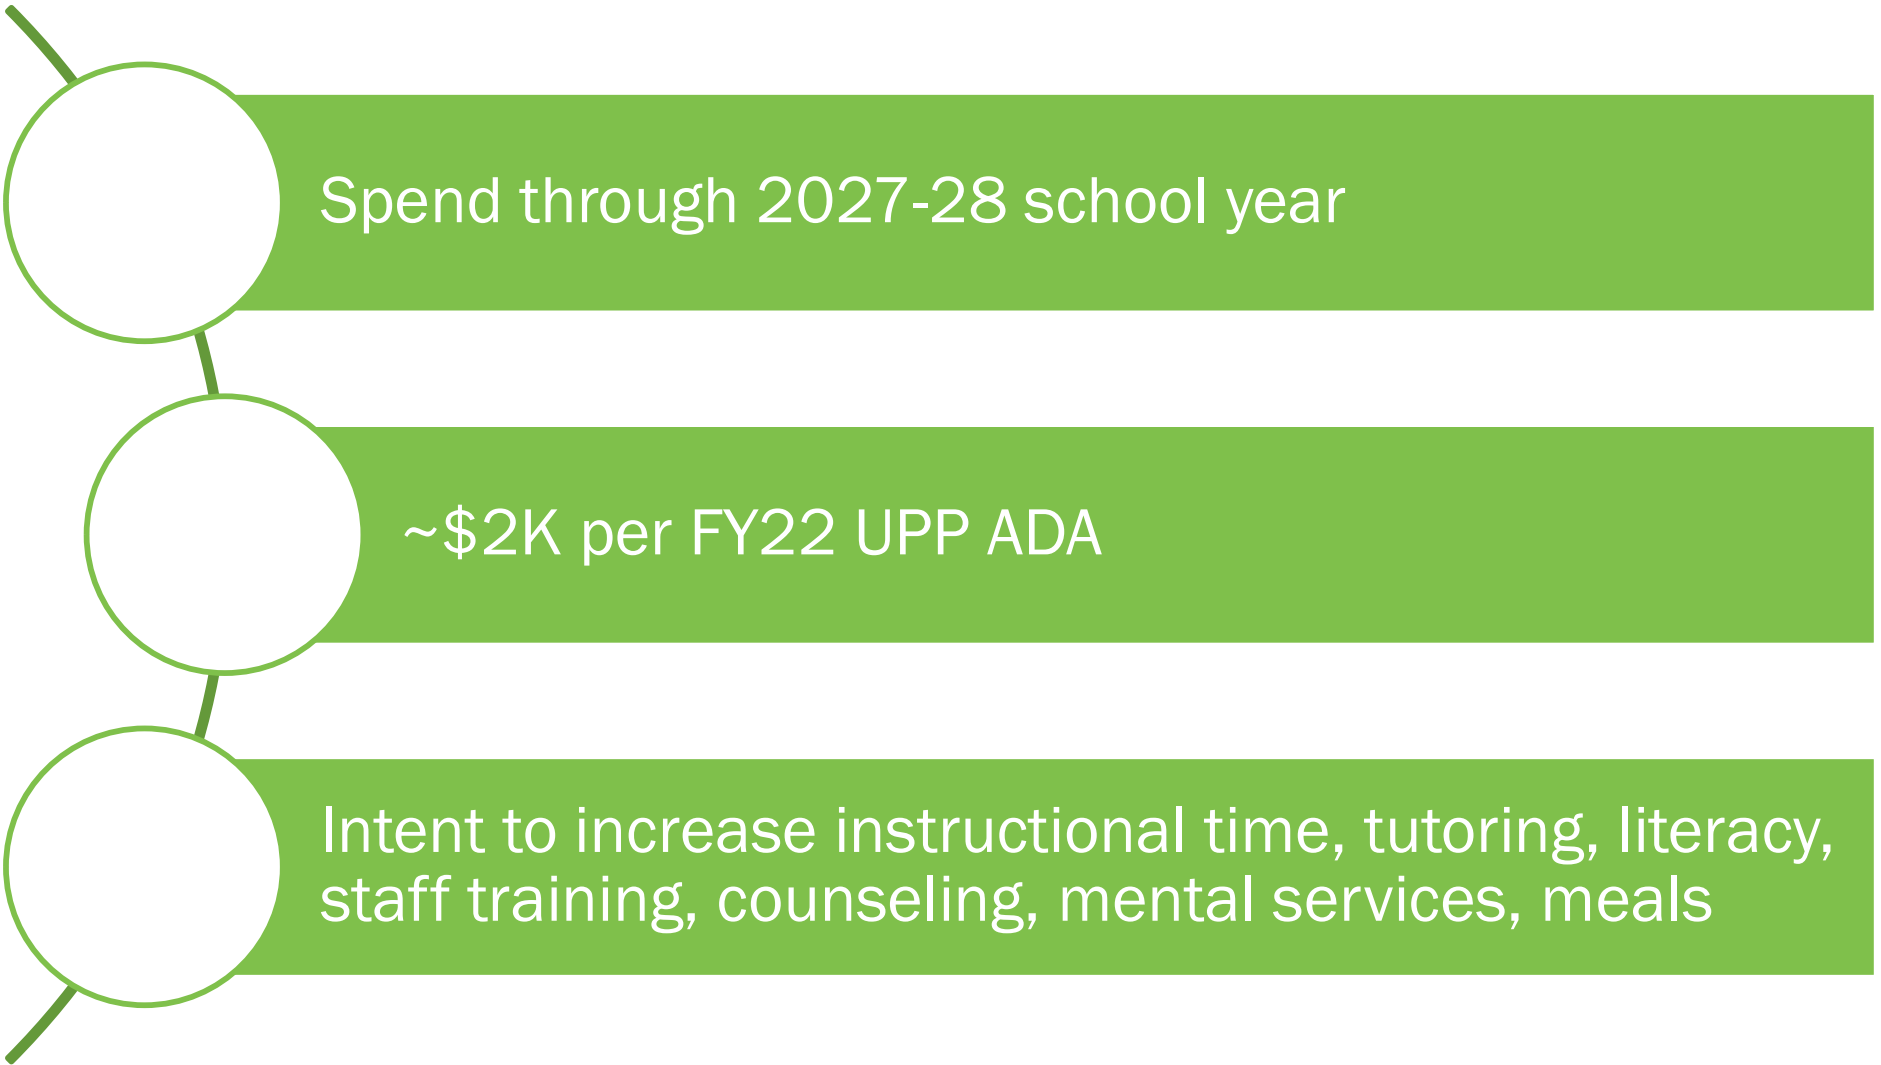 Spend through 2027-28 school year
~$2K per FY22 UPP ADA
Intent to increase instructional time, tutoring, literacy,
staff training, counseling, mental services, meals